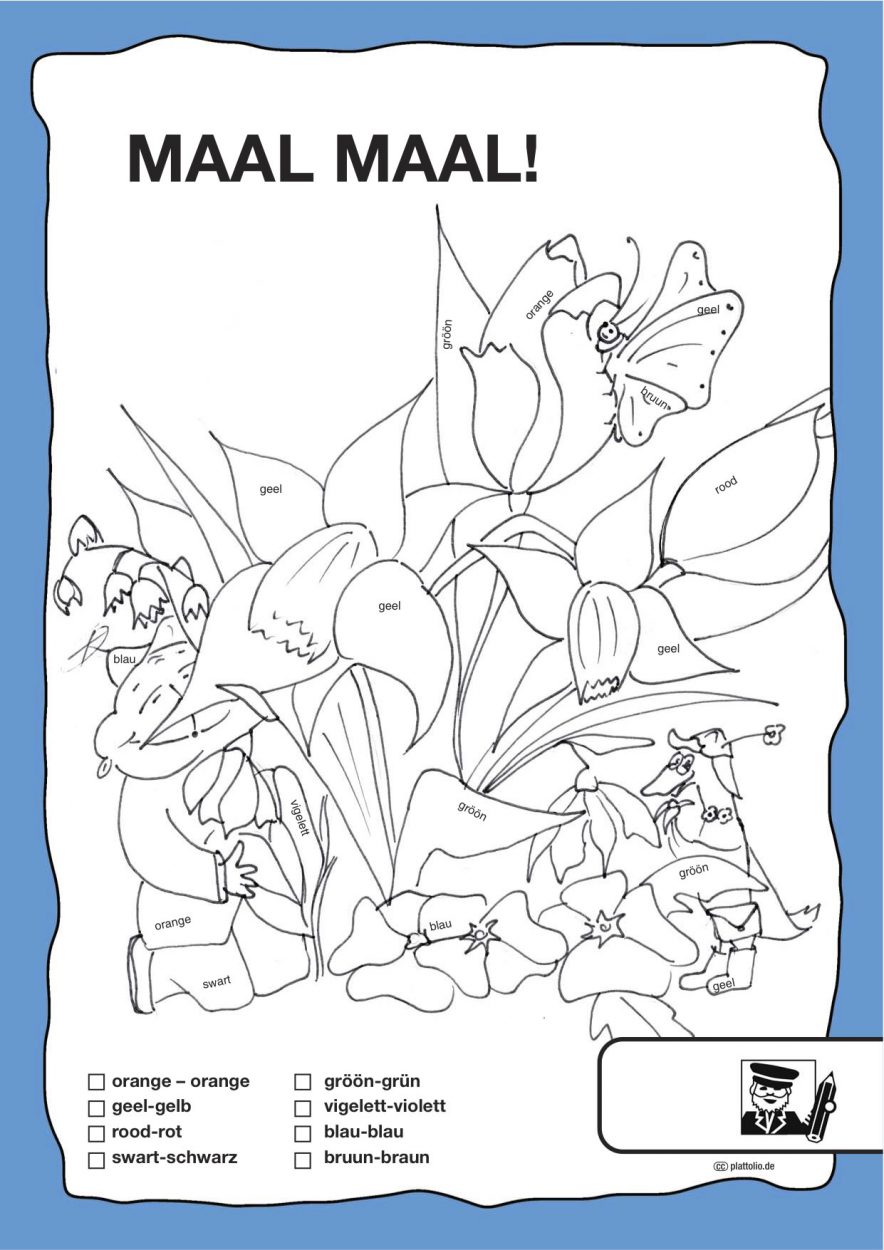 MAAL MAAL!
orange
geel
gröön
bruun
geel
rood
geel
geel
blau
vigelett
gröön
gröön
orange
blau
swart
geel
orange – orange
geel-gelb
rood-rot
swart-schwarz
gröön-grün
vigelett-violett
blau-blau
bruun-braun
cc plattolio.de